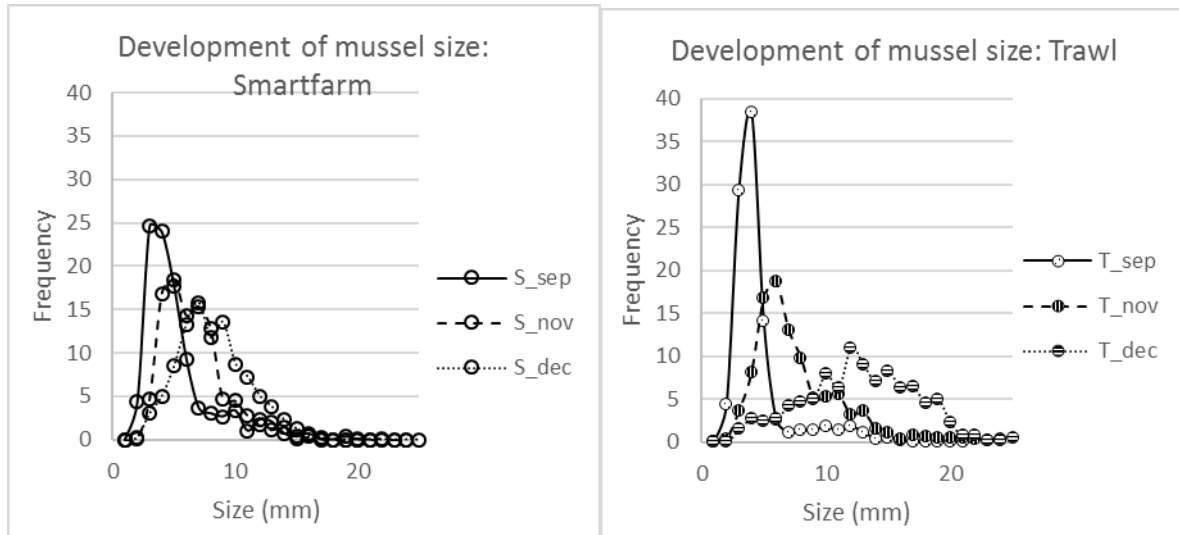 Development of mussel size:
Smartfarm
40
35
30
25
20
15
10
5
0
Frequency
0
10
20
Size (mm)
S_sep
S_nov
S_dec
Development of mussel size: Trawl
40
35
30
25
20
15
10
5
0
Frequency
0
10
20
Size (mm)
T_sep
T_nov
T_dec